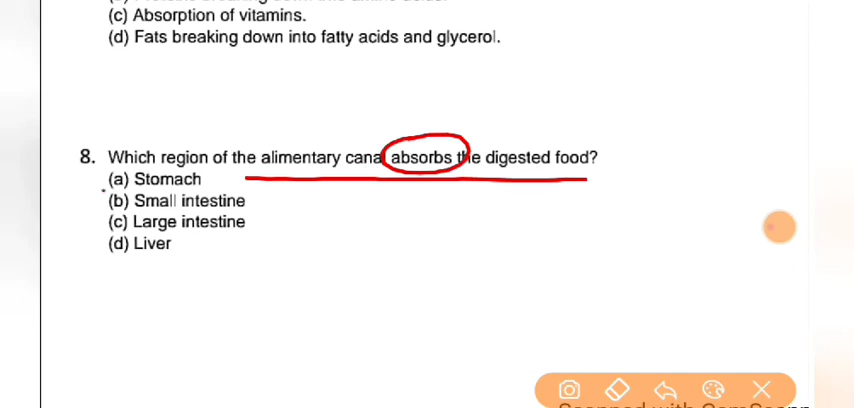 (c) Absorption of vitamins.
(d) Fats breaking down into fatty acids and glycerol.
8. Which region of the alimentary canal absorbs the digested food?
(a) Stomach
(b) Small intestine
(c) Large intestine
(d) Liver